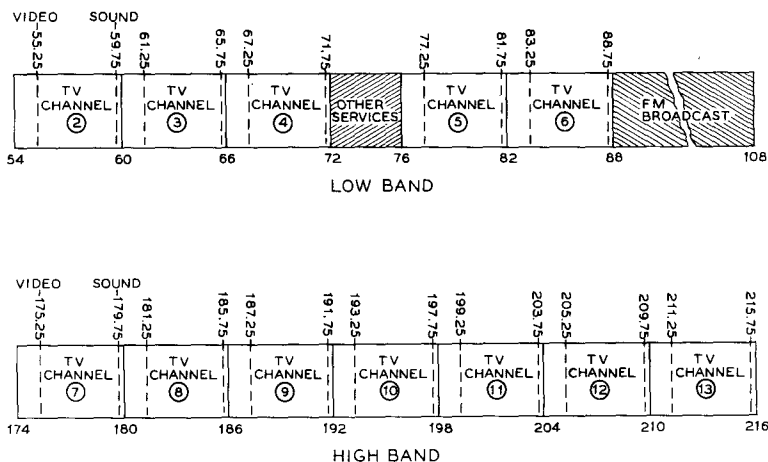 VIDEO SOUND
55.25 59.75 61.25 65.75 67.25 71.75 77.25 81.75 83.25 88.75
TV TV TV TV TV
CHANNEL CHANNEL CHANNEL OTHER CHANNEL CHANNEL FM
2 3 4 SERVICES 5 6 BROADCAST
54 60 66 72 76 82 88 108
LOW BAND
VIDEO SOUND
175.25 179.75 181.25 185.75 187.25 191.75 193.25 197.75 199.25 203.75 205.25 209.75 211.25 215.75
TV TV TV TV TV TV TV
CHANNEL CHANNEL CHANNEL CHANNEL CHANNEL CHANNEL CHANNEL
7 8 9 10 11 12 13
174 180 186 192 198 204 210 216
HIGH BAND